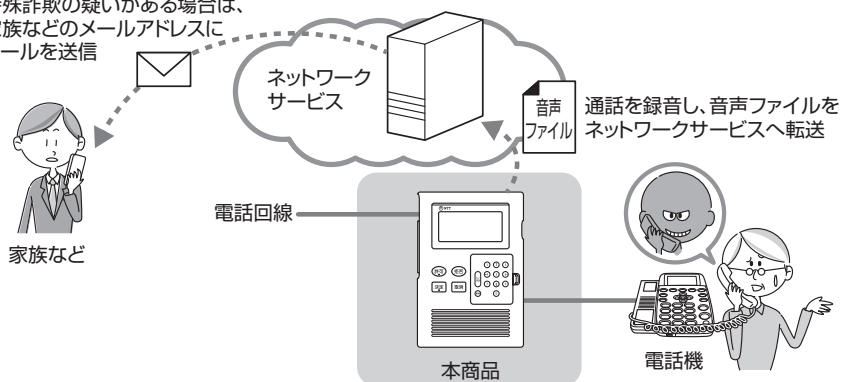 殊詐欺の疑いがある場合は、
族などのメールアドレスに
ールを送信
ネットワーク
サービス
音声
ファイル
通話を録音し、音声ファイルを
ネットワークサービスへ転送
電話回線
家族など
NTT
本商品
電話機